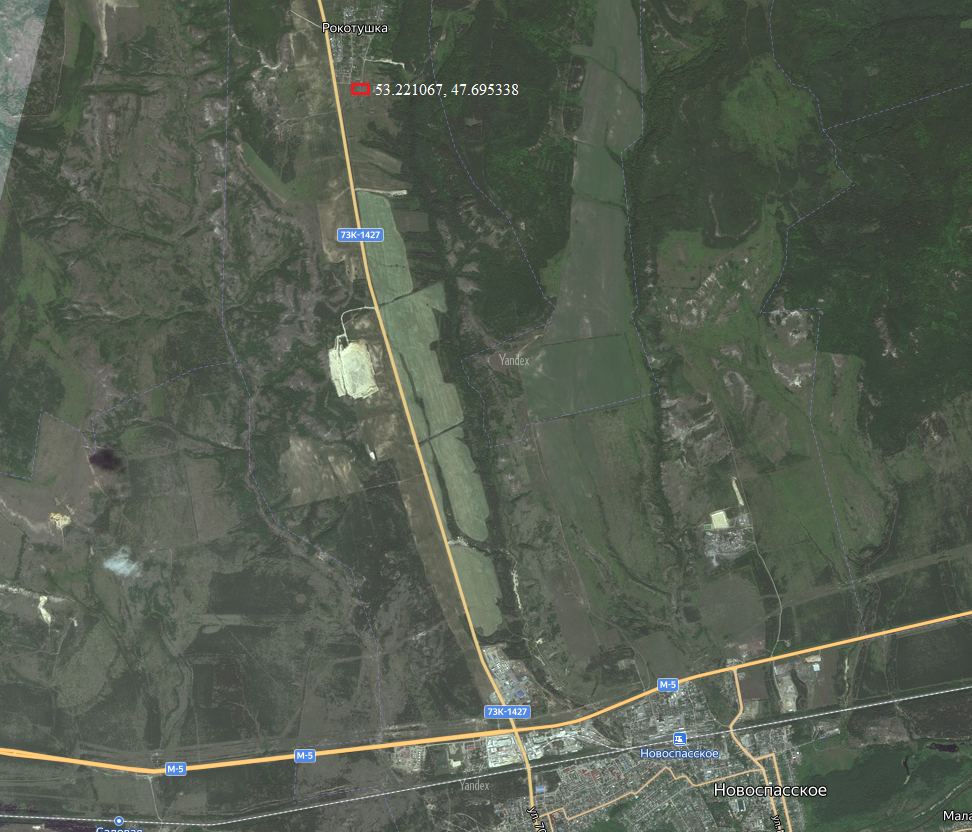 Рокотушка
53.221067, 47.695338
73К-1427
Yandex
М-5
73К-1427
Новоспасское
М-5
М-5
Yandex
Новоспасское